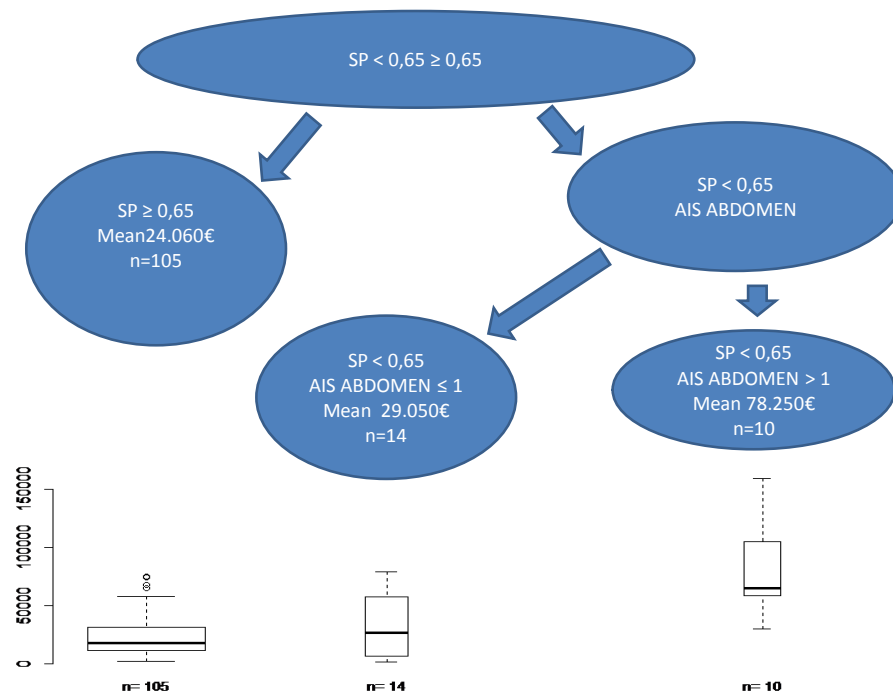 SP < 0,65 ≥ 0,65
SP ≥ 0,65
Mean24.060€
n=105
SP < 0,65
AIS ABDOMEN
SP < 0,65
AIS ABDOMEN ≤ 1
Mean 29.050€
n=14
SP < 0,65
AIS ABDOMEN > 1
Mean 78.250€
n=10
150000
100000
50000
0
n= 105
n= 14
n= 10